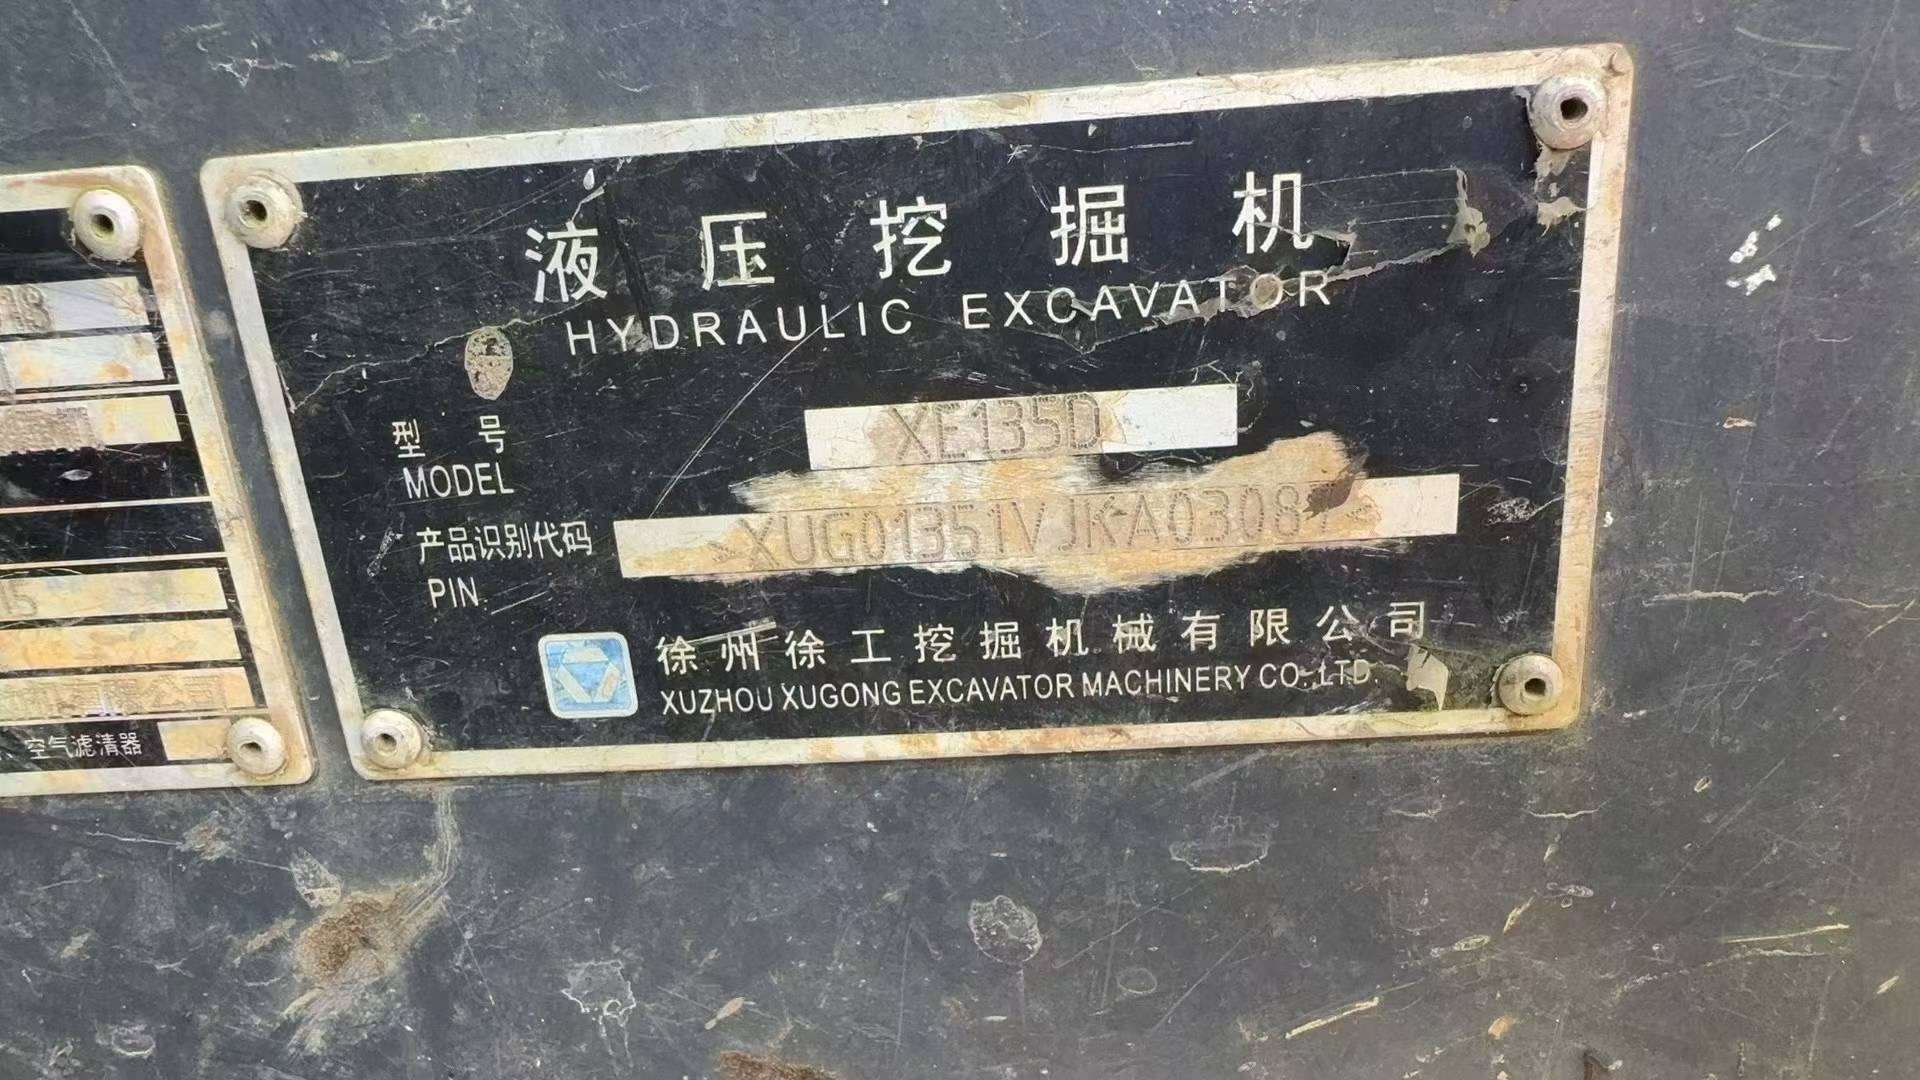 液压挖掘机
HYDRAULIC EXCAVATOR
型号
MODEL
XE135D
产品识别代码
PIN
XUG01351VJKA03087
徐州徐工挖掘机械有限公司
XUZHOU XUGONG EXCAVATOR MACHINERY CO.,LTD.
15
空气滤清器